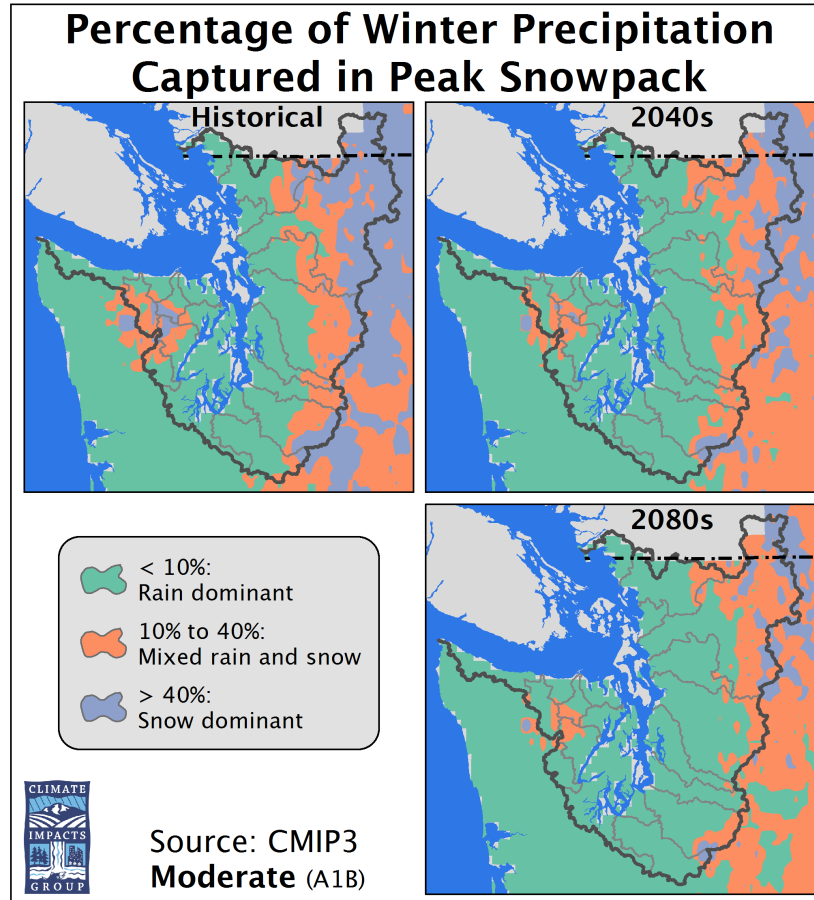 Percentage of Winter Precipitation
Captured in Peak Snowpack
Historical
2040s
2080s
< 10%:
Rain dominant
10% to 40%:
Mixed rain and snow
> 40%:
Snow dominant
CLIMATE
IMPACTS
GROUP
Source: CMIP3
Moderate (A1B)